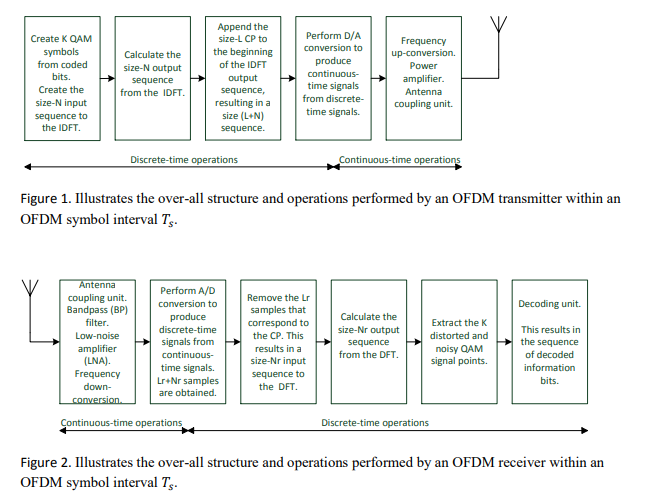 Create K QAM
symbols
from coded
bits.
Create the
size-N input
sequence to
the IDFT.
Calculate the
size-N output
sequence
from the IDFT.
Append the
size-L CP to
the beginning
of the IDFT
output
sequence,
resulting in a
size (L+N)
sequence.
Perform D/A
conversion to
produce
continuous-
time signals
from discrete-
time signals.
Frequency
up-conversion.
Power
amplifier.
Antenna
coupling unit.
Discrete-time operations
Continuous-time operations
Figure 1. Illustrates the over-all structure and operations performed by an OFDM transmitter within an
OFDM symbol interval Tₛ.
Antenna
coupling unit.
Bandpass (BP)
filter.
Low-noise
amplifier
(LNA).
Frequency
down-
conversion.
Perform A/D
conversion to
produce
discrete-time
signals from
continuous-
time signals.
Lr+Nr samples
are obtained.
Remove the Lr
samples that
correspond to
the CP. This
results in a
size-Nr input
sequence to
the DFT.
Calculate the
size-Nr output
sequence
from the DFT.
Extract the K
distorted and
noisy QAM
signal points.
Decoding unit.
This results in
the sequence
of decoded
information
bits.
Continuous-time operations
Discrete-time operations
Figure 2. Illustrates the over-all structure and operations performed by an OFDM receiver within an
OFDM symbol interval Tₛ.